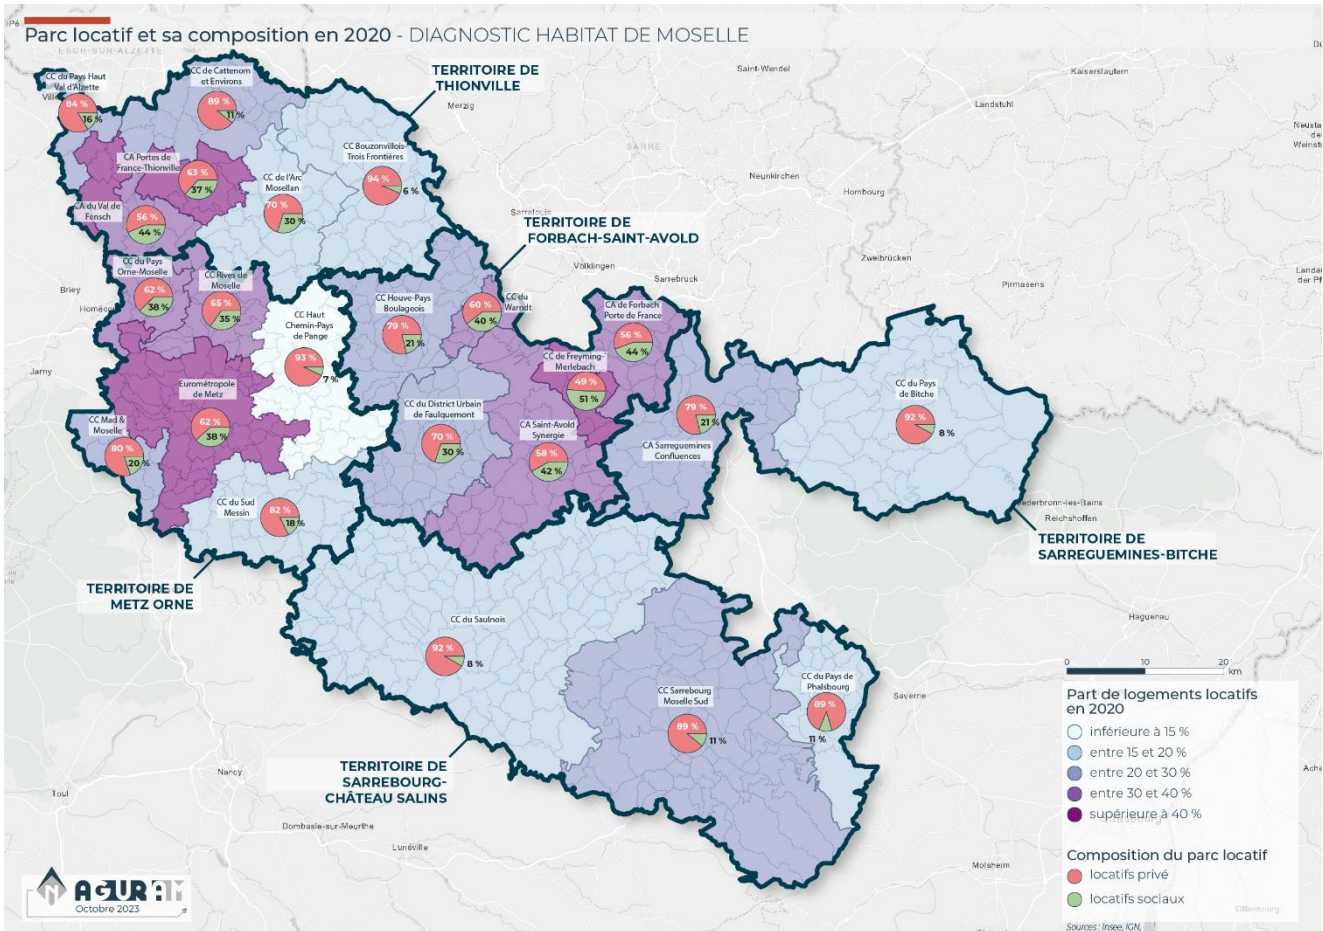 Parc locatif et sa composition en 2020 - DIAGNOSTIC HABITAT DE MOSELLE
ESCH-SUR-ALZETTE
CC du Pays Haut
Val d'Alzette
84 %
16 %
CC de Cattenom
et Environs
89 %
11 %
TERRITOIRE DE
THIONVILLE
Saint-Wendel
Kaiserslautern
Merzig
Landstuhl
SARRE
Neunkirchen
Hombourg
CA Portes de
France-Thionville
63 %
37 %
CC Bouzonvillois-
Trois Frontières
94 %
6 %
CC de l'Arc
Mosellan
70 %
30 %
CA du Val de
Fensch
56 %
44 %
Sarrelouis
TERRITOIRE DE
FORBACH-SAINT-AVOLD
Völklingen
Sarrebruck
Zweibrücken
Pirmasens
Briey
CC du Pays
Orne-Moselle
62 %
38 %
CC Rives de
Moselle
65 %
35 %
CC Haut
Chemin-Pays
de Pange
93 %
7 %
CC Houve-Pays
Boulageois
79 %
21 %
60 %
40 %
CC du
Warndt
CA de Forbach
Porte de France
56 %
44 %
CC de Freyming-
Merlebach
49 %
51 %
Jarny
Eurométropole
de Metz
62 %
38 %
CC Mad &
Moselle
80 %
20 %
CC du District Urbain
de Faulquemont
70 %
30 %
CA Saint-Avold
Synergie
58 %
42 %
79 %
21 %
CA Sarreguemines
Confluences
CC du Pays
de Bitche
92 %
8 %
CC du Sud
Messin
82 %
18 %
Reichshoffen
TERRITOIRE DE
SARREGUEMINES-BITCHE
TERRITOIRE DE
METZ ORNE
Haguenau
CC du Saulnois
92 %
8 %
CC Sarrebourg
Moselle Sud
89 %
11 %
CC du Pays de
Phalsbourg
89 %
11 %
Saverne
TERRITOIRE DE
SARREBOURG-
CHÂTEAU SALINS
Nancy
Toul
Dombasle-sur-Meurthe
Lunéville
Molsheim
Offenbourg
0 10 20
km
Part de logements locatifs
en 2020
inférieure à 15 %
entre 15 et 20 %
entre 20 et 30 %
entre 30 et 40 %
supérieure à 40 %
Composition du parc locatif
locatifs privé
locatifs sociaux
Sources : Insee, IGN,
N
AGURAM
Octobre 2023